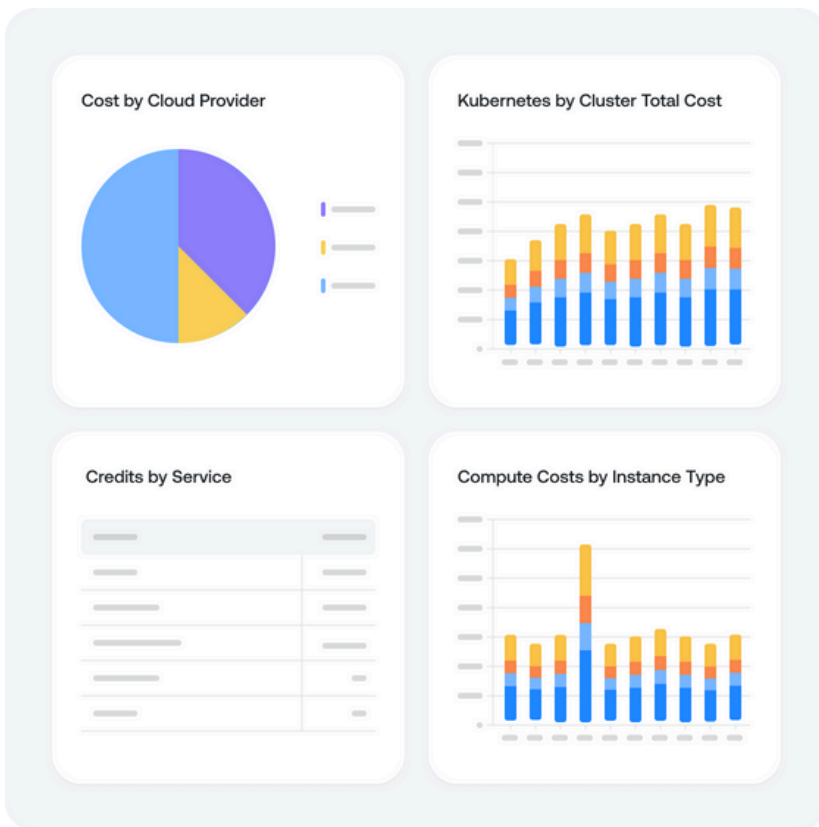 Cost by Cloud Provider
Kubernetes by Cluster Total Cost
Credits by Service
Compute Costs by Instance Type